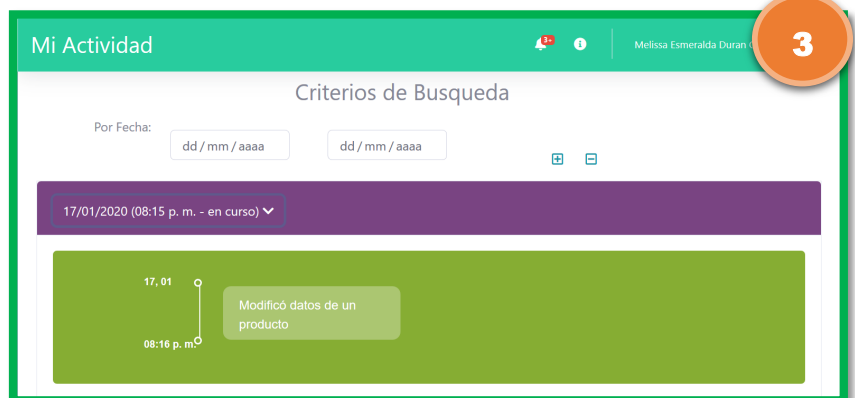 Mi Actividad
3+
Melissa Esmeralda Duran
3
Criterios de Busqueda
Por Fecha:
dd / mm / aaaa
dd / mm / aaaa
17/01/2020 (08:15 p. m. - en curso)
17, 01
Modificó datos de un
producto
08:16 p. m.